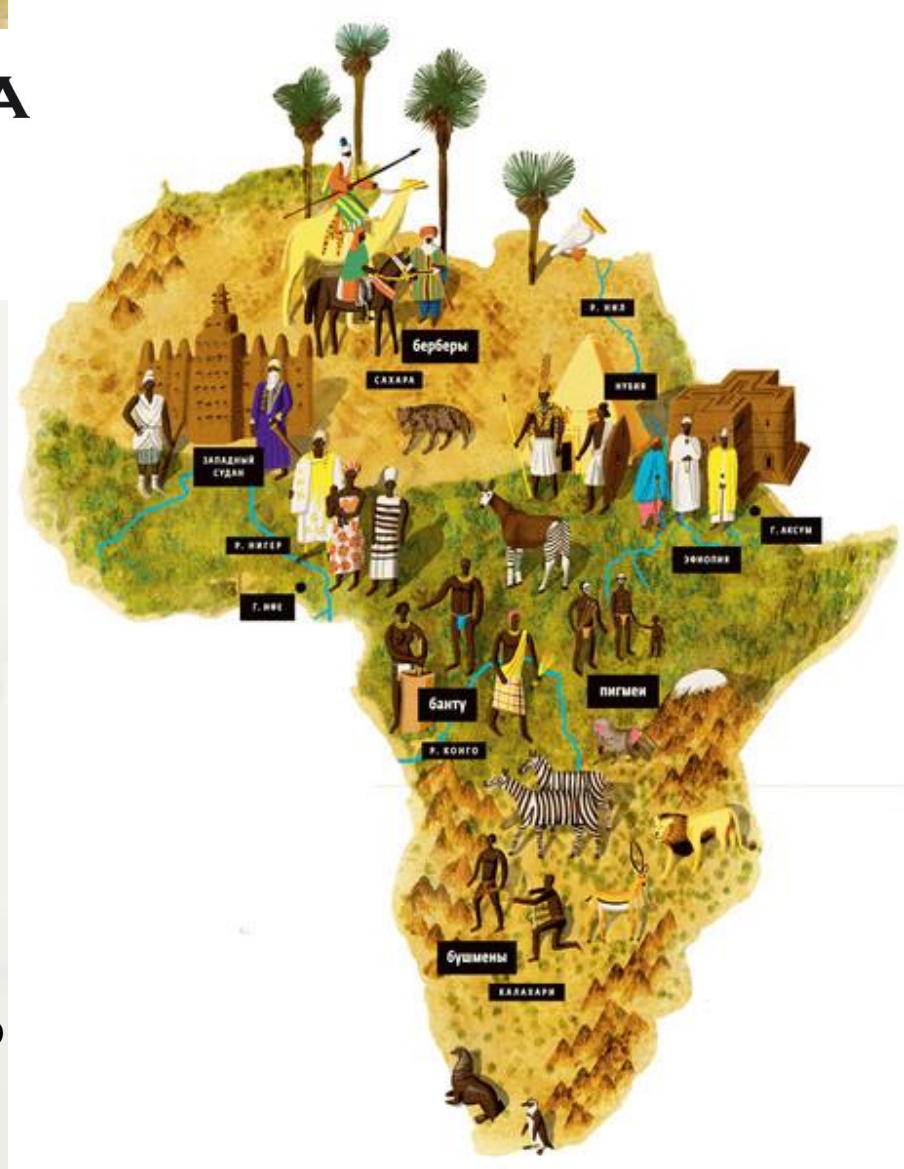 А
Р. НИЛ
берберы
САХАРА
НУБИЯ
ЗАПАДНЫЙ
СУДАН
Г. АКСУМ
Р. НИГЕР
ЭФИОПИЯ
Г. ИФЕ
пигмеи
банту
Р. КОНГО
бушмены
КАЛАХАРИ